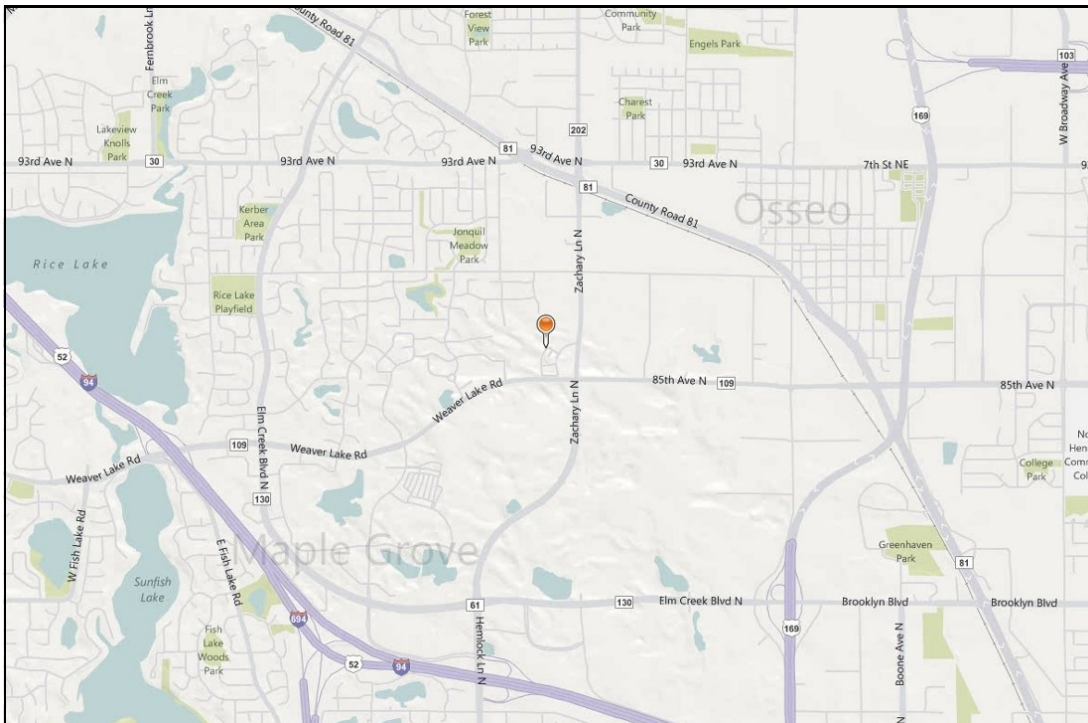 County Road 81
Forest
View
Park
Community
Park
Engels Park
103
W Broadway Ave
Fernbrook Ln
Elm
Creek
Park
169
Charest
Park
Lakeview
Knolls
Park
202
93rd Ave N
30
93rd Ave N
93rd Ave N
81
93rd Ave N
30
93rd Ave N
7th St NE
81
County Road 81
Osseo
Kerber
Area
Park
Jonquil
Meadow
Park
Zachary Ln N
Rice Lake
Rice Lake
Playfield
52
94
Weaver Lake Rd
85th Ave N
109
85th Ave N
Elm Creek Blvd N
Zachary Ln N
109
Weaver Lake Rd
Weaver Lake Rd
College
Park
130
W Fish Lake Rd
E Fish Lake Rd
Maple Grove
Greenhaven
Park
81
Sunfish
Lake
61
130
Elm Creek Blvd N
Brooklyn Blvd
Brooklyn Blvd
694
169
Fish
Lake
Woods
Park
Hemlock Ln N
Boone Ave N
52
94